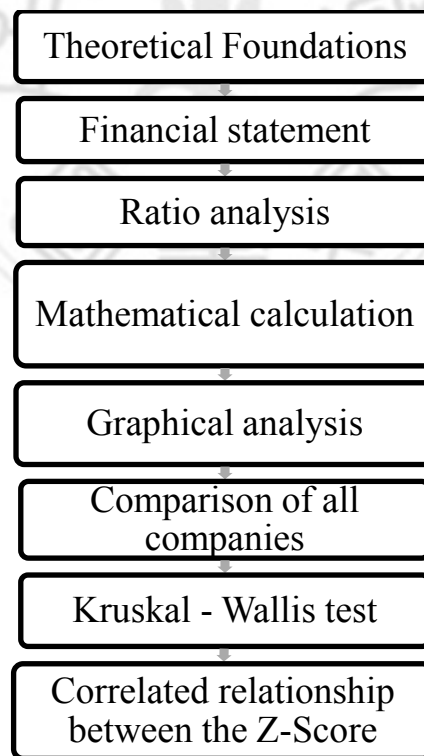 Theoretical Foundations
Financial statement
Ratio analysis
Mathematical calculation
Graphical analysis
Comparison of all
companies
Kruskal - Wallis test
Correlated relationship
between the Z-Score